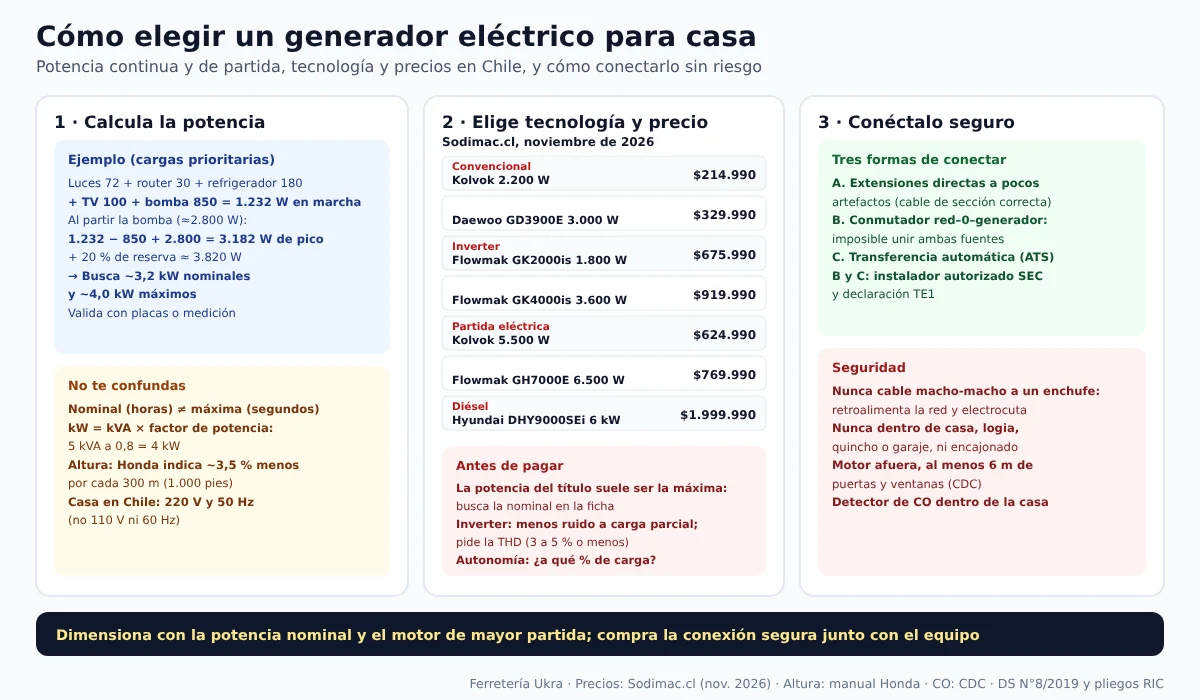 Cómo elegir un generador eléctrico para casa
Potencia continua y de partida, tecnología y precios en Chile, y cómo conectarlo sin riesgo
1 · Calcula la potencia
Ejemplo (cargas prioritarias)
Luces 72 + router 30 + refrigerador 180
+ TV 100 + bomba 850 = 1.232 W en marcha
Al partir la bomba (≈2.800 W):
1.232 − 850 + 2.800 = 3.182 W de pico
+ 20 % de reserva ≈ 3.820 W
→ Busca ~3,2 kW nominales
y ~4,0 kW máximos
Valida con placas o medición
No te confundas
Nominal (horas) ≠ máxima (segundos)
kW = kVA × factor de potencia:
5 kVA a 0,8 = 4 kW
Altura: Honda indica ~3,5 % menos
por cada 300 m (1.000 pies)
Casa en Chile: 220 V y 50 Hz
(no 110 V ni 60 Hz)
2 · Elige tecnología y precio
Sodimac.cl, noviembre de 2026
Convencional
Kolvok 2.200 W $214.990
Daewoo GD3900E 3.000 W $329.990
Inverter
Flowmak GK2000is 1.800 W $675.990
Flowmak GK4000is 3.600 W $919.990
Partida eléctrica
Kolvok 5.500 W $624.990
Flowmak GH7000E 6.500 W $769.990
Diésel
Hyundai DHY9000SEi 6 kW $1.999.990
Antes de pagar
La potencia del título suele ser la máxima:
busca la nominal en la ficha
Inverter: menos ruido a carga parcial;
pide la THD (3 a 5 % o menos)
Autonomía: ¿a qué % de carga?
3 · Conéctalo seguro
Tres formas de conectar
A. Extensiones directas a pocos
artefactos (cable de sección correcta)
B. Conmutador red–0–generador:
imposible unir ambas fuentes
C. Transferencia automática (ATS)
B y C: instalador autorizado SEC
y declaración TE1
Seguridad
Nunca cable macho-macho a un enchufe:
retroalimenta la red y electrocuta
Nunca dentro de casa, logia,
quincho o garaje, ni encajonado
Motor afuera, al menos 6 m de
puertas y ventanas (CDC)
Detector de CO dentro de la casa
Dimensiona con la potencia nominal y el motor de mayor partida; compra la conexión segura junto con el equipo
Ferretería Ukra · Precios: Sodimac.cl (nov. 2026) · Altura: manual Honda · CO: CDC · DS N°8/2019 y pliegos RIC